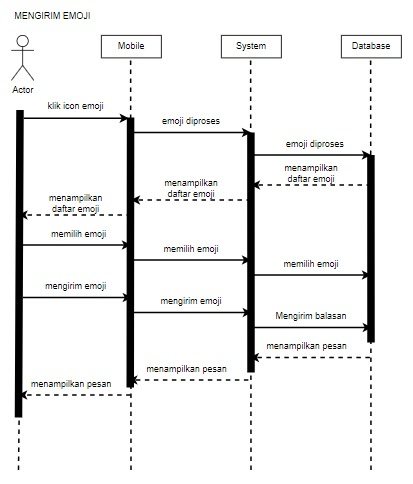 MENGIRIM EMOJI
Mobile
System
Database
Actor
klik icon emoji
emoji diproses
emoji diproses
menampilkan
daftar emoji
menampilkan
daftar emoji
menampilkan
daftar emoji
memilih emoji
memilih emoji
memilih emoji
mengirim emoji
mengirim emoji
Mengirim balasan
menampilkan pesan
menampilkan pesan
menampilkan pesan